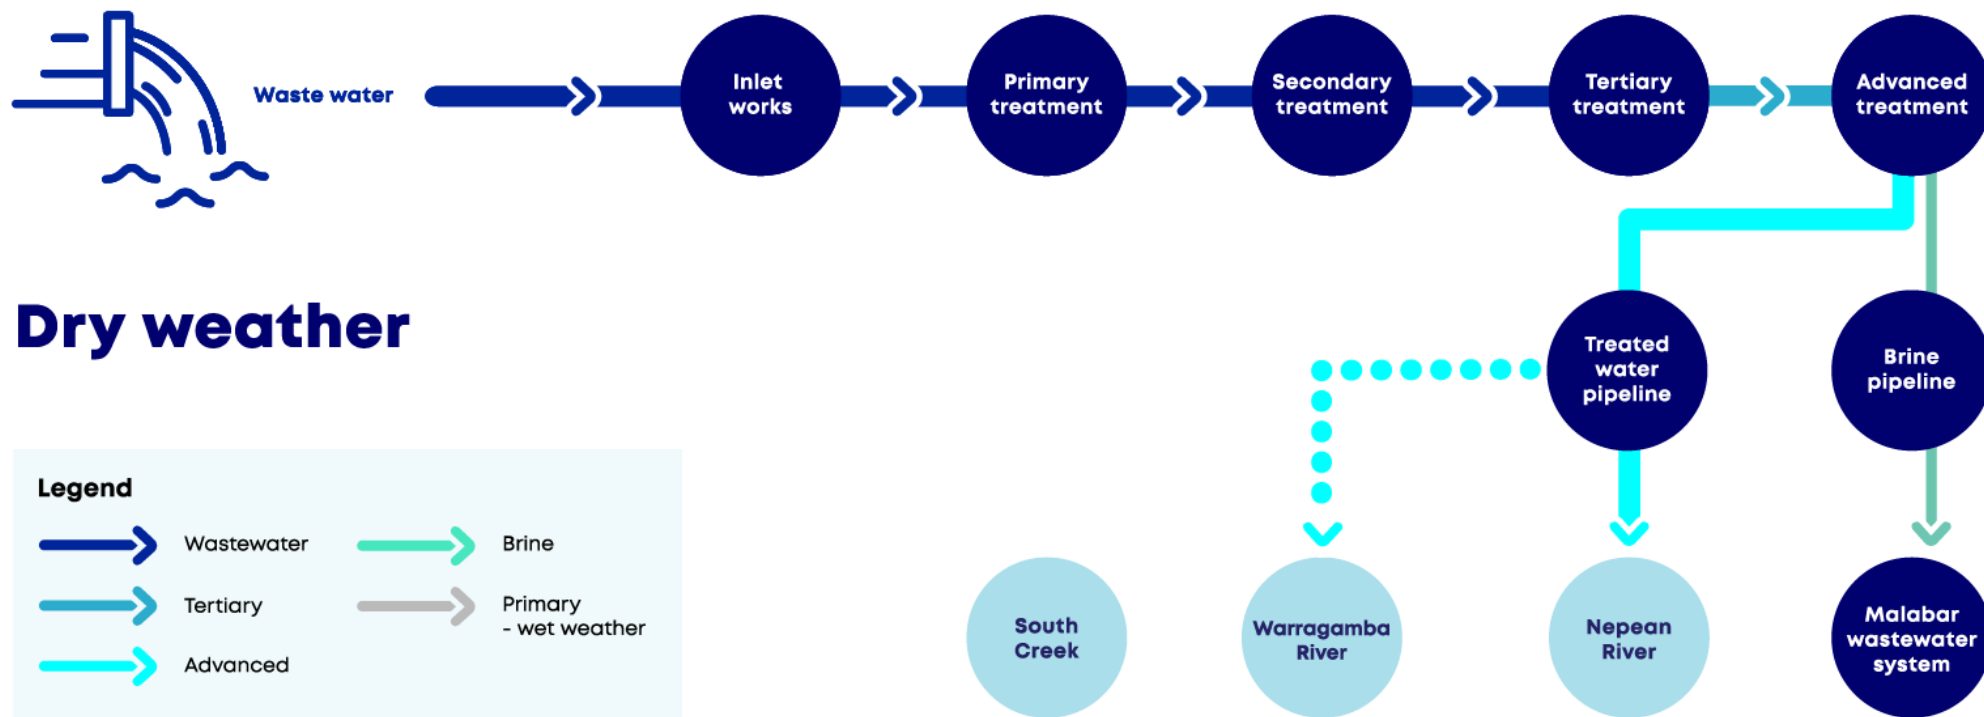 Waste water
Inlet
works
Primary
treatment
Secondary
treatment
Tertiary
treatment
Advanced
treatment
Dry weather
Treated
water
pipeline
Brine
pipeline
Legend
Wastewater
Brine
Tertiary
Primary
- wet weather
Advanced
South
Creek
Warragamba
River
Nepean
River
Malabar
wastewater
system